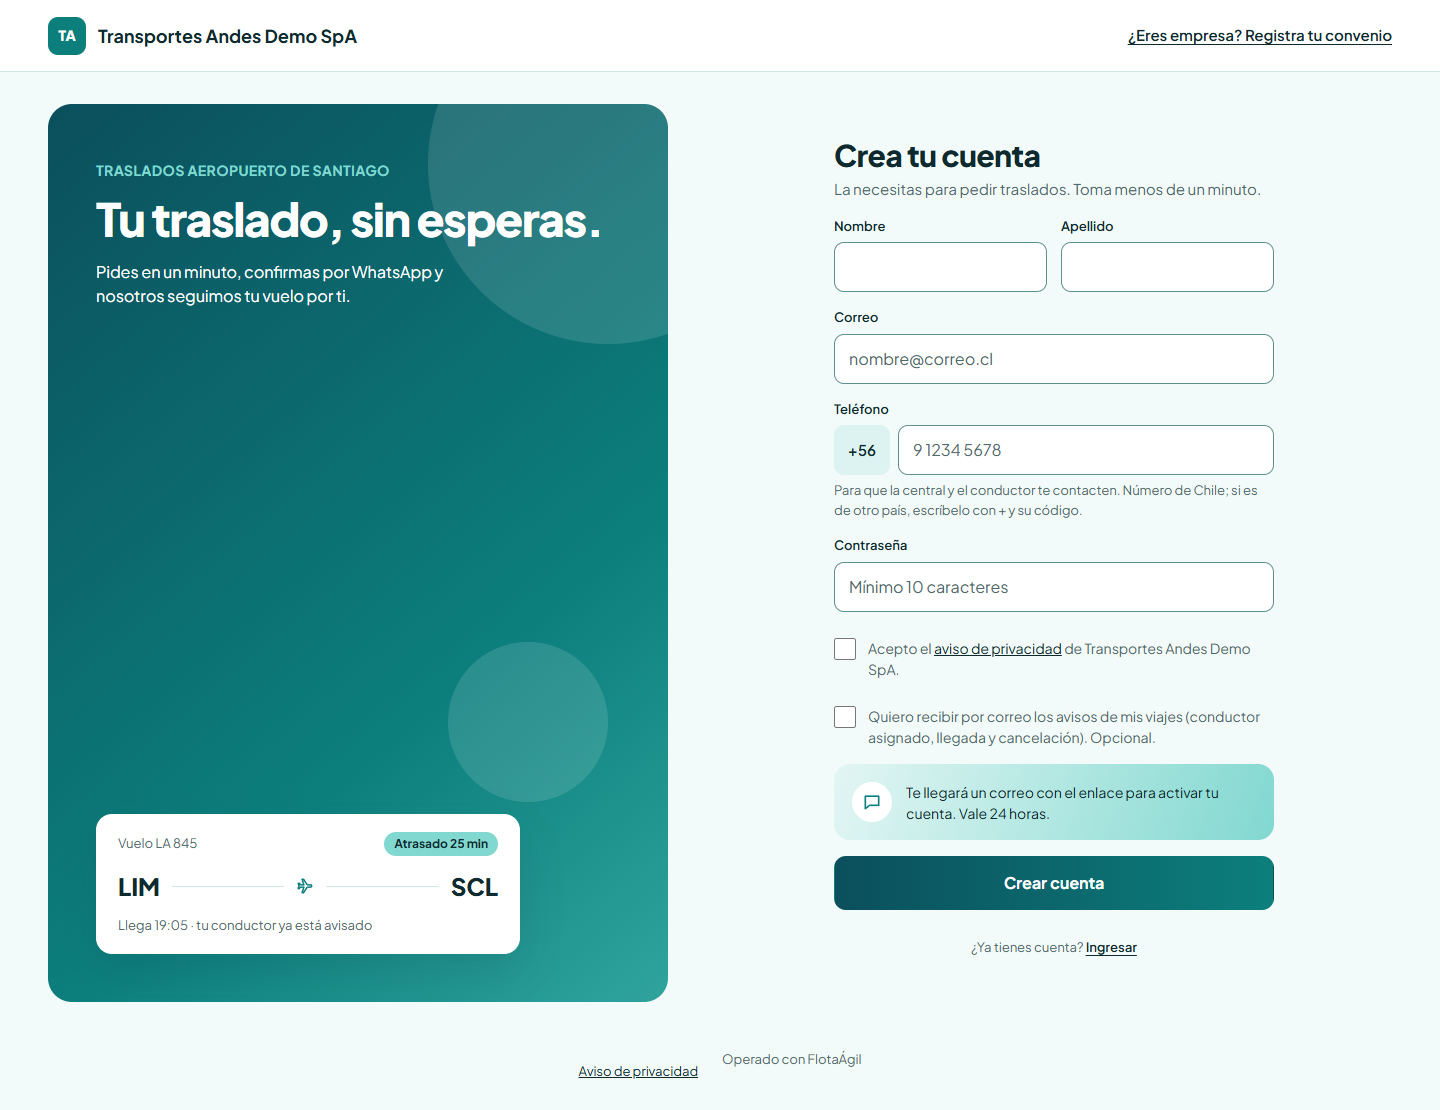 TA
Transportes Andes Demo SpA
¿Eres empresa? Registra tu convenio
TRASLADOS AEROPUERTO DE SANTIAGO
Tu traslado, sin esperas.
Pides en un minuto, confirmas por WhatsApp y
nosotros seguimos tu vuelo por ti.
Vuelo LA 845
Atrasado 25 min
LIM
SCL
Llega 19:05 · tu conductor ya está avisado
Crea tu cuenta
La necesitas para pedir traslados. Toma menos de un minuto.
Nombre
Apellido
Correo
nombre@correo.cl
Teléfono
+56
9 1234 5678
Para que la central y el conductor te contacten. Número de Chile; si es
de otro país, escríbelo con + y su código.
Contraseña
Mínimo 10 caracteres
Acepto el aviso de privacidad de Transportes Andes Demo
SpA.
Quiero recibir por correo los avisos de mis viajes (conductor
asignado, llegada y cancelación). Opcional.
Te llegará un correo con el enlace para activar tu
cuenta. Vale 24 horas.
Crear cuenta
¿Ya tienes cuenta? Ingresar
Aviso de privacidad
Operado con FlotaÁgil